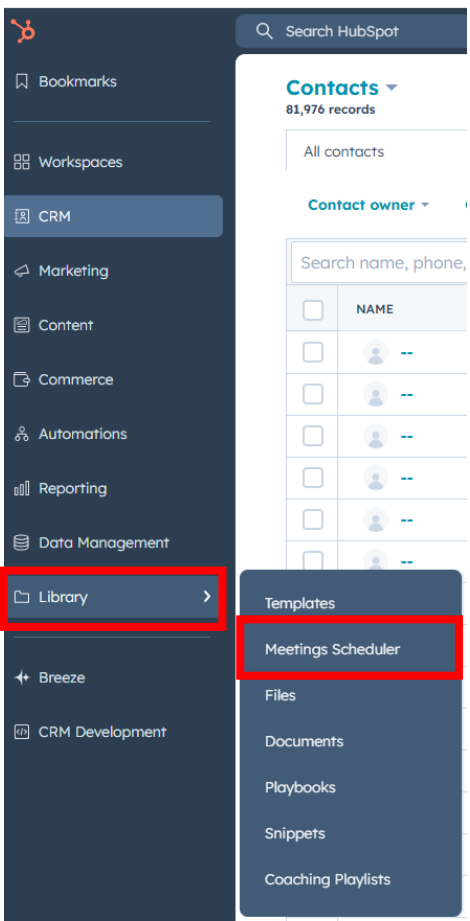 Search HubSpot
Bookmarks
Workspaces
CRM
Marketing
Content
Commerce
Automations
Reporting
Data Management
Library
Breeze
CRM Development
Contacts
81,976 records
All contacts
Contact owner
Search name, phone,
NAME
--
--
--
--
--
--
Templates
Meetings Scheduler
Files
Documents
Playbooks
Snippets
Coaching Playlists